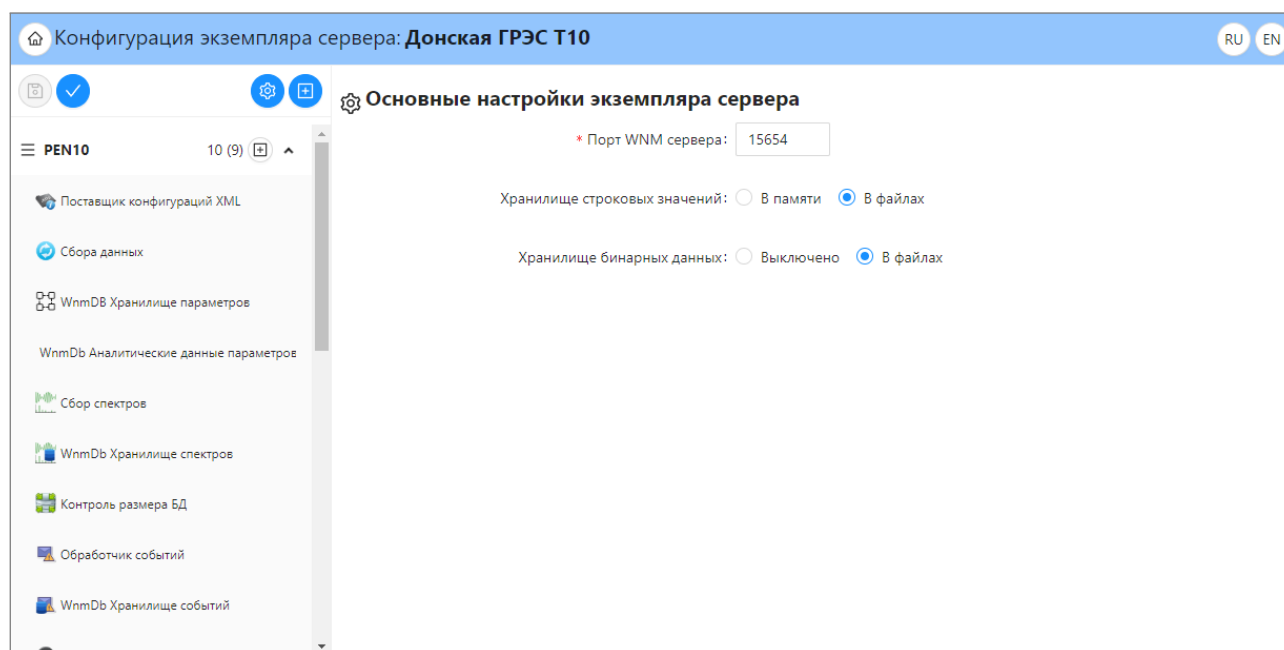 Конфигурация экземпляра сервера: Донская ГРЭС Т10
RU EN
Основные настройки экземпляра сервера
* Порт WNM сервера: 15654
PEN10 10 (9)
Поставщик конфигураций XML
Хранилище строковых значений: В памяти В файлах
Сбора данных
Хранилище бинарных данных: Выключено В файлах
WnmDB Хранилище параметров
WnmDb Аналитические данные параметров
Сбор спектров
WnmDb Хранилище спектров
Контроль размера БД
Обработчик событий
WnmDb Хранилище событий